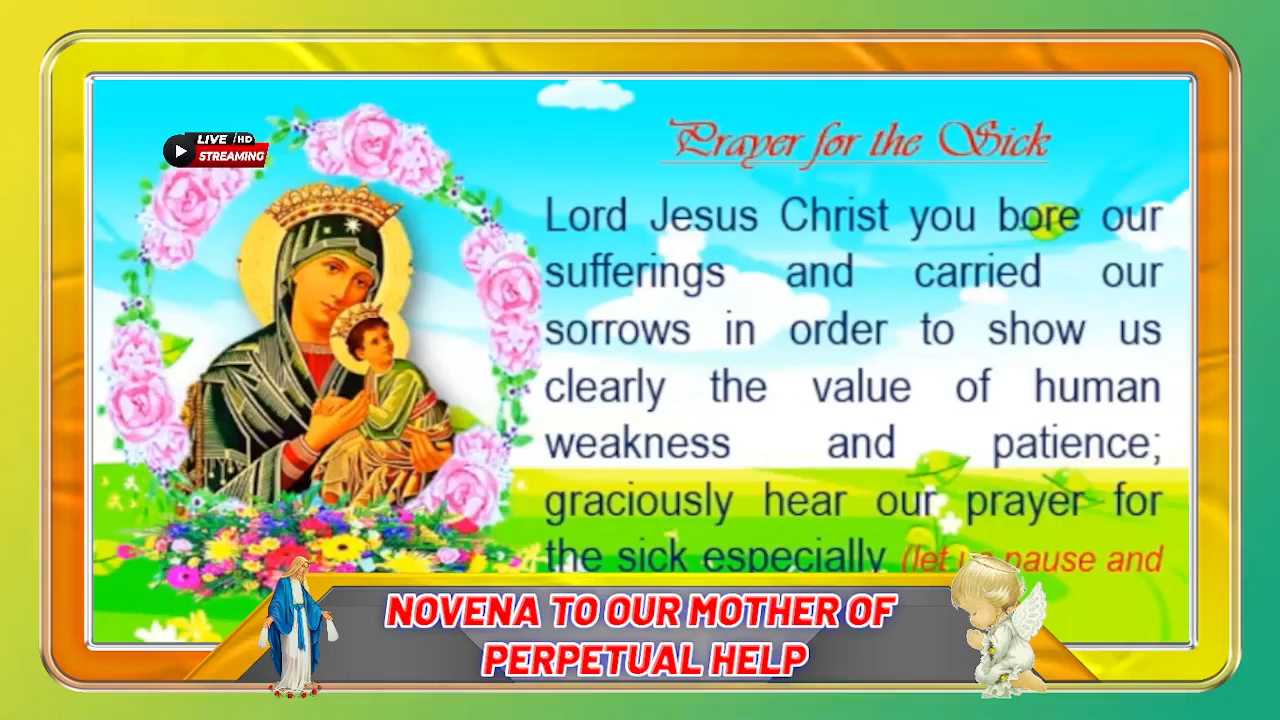 LIVE /HD
STREAMING
Prayer for the Sick
Lord Jesus Christ you bore our
sufferings and carried our
sorrows in order to show us
clearly the value of human
weakness and patience;
graciously hear our prayer for
the sick especially (let us pause and
NOVENA TO OUR MOTHER OF
PERPETUAL HELP